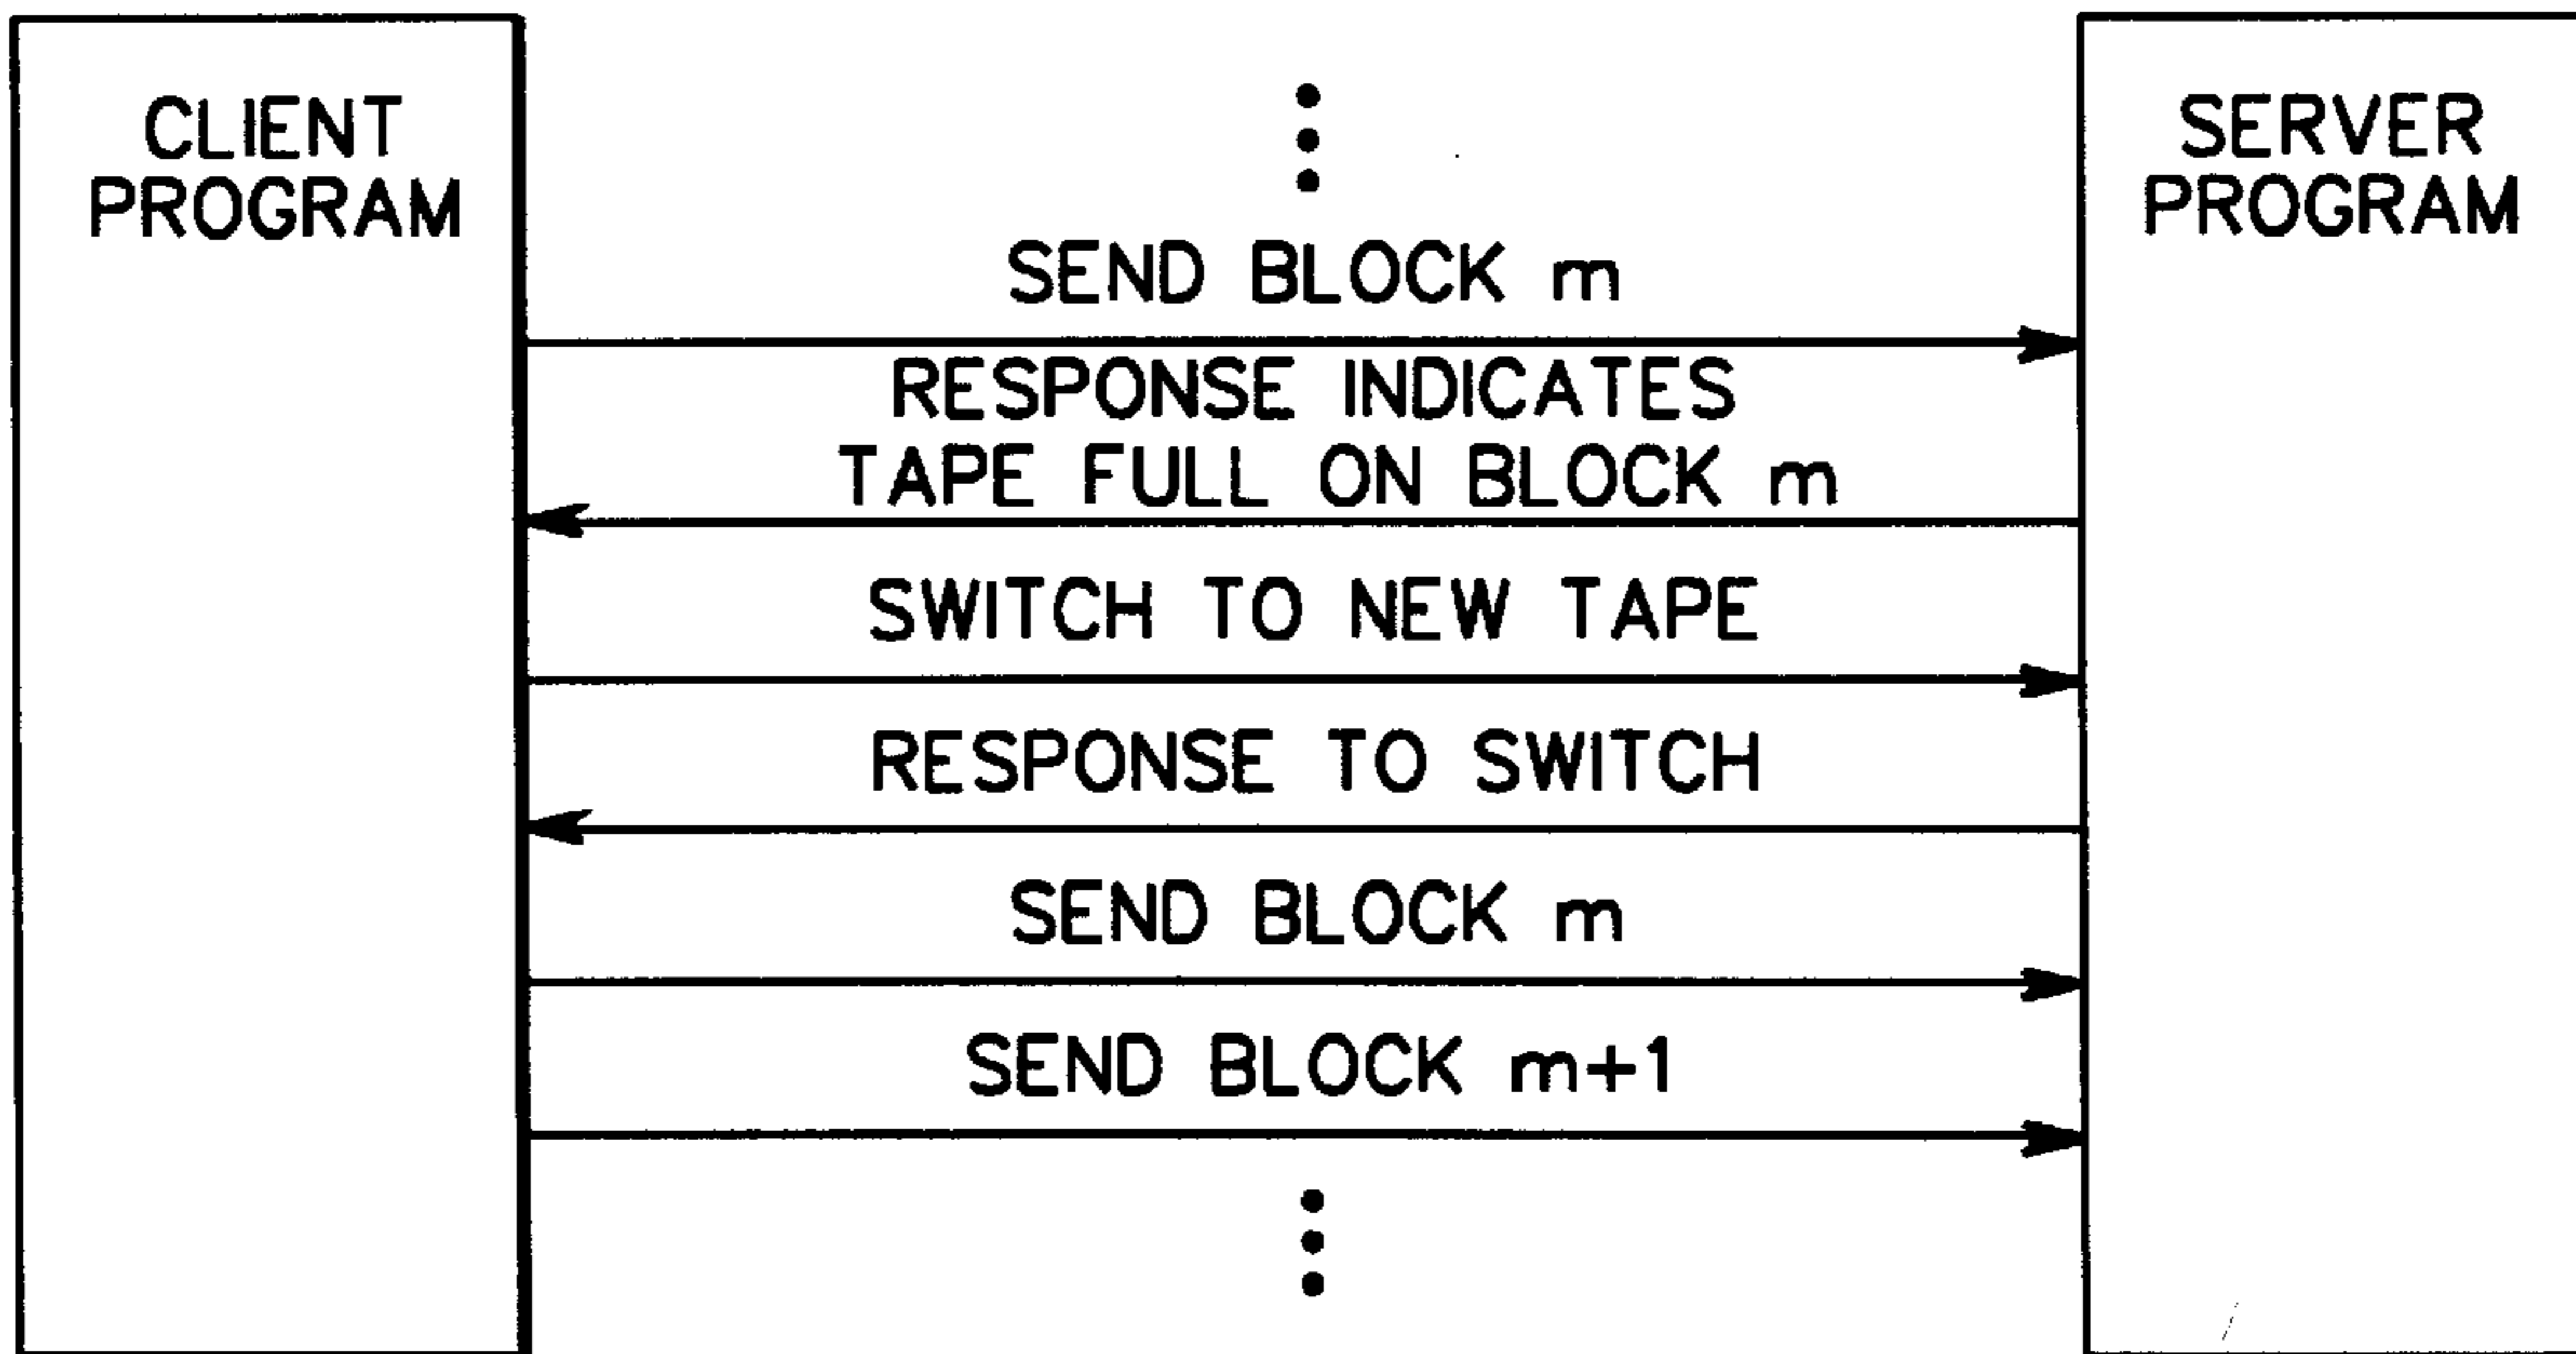 CLIENT
PROGRAM
SERVER
PROGRAM
SEND BLOCK m
RESPONSE INDICATES
TAPE FULL ON BLOCK m
SWITCH TO NEW TAPE
RESPONSE TO SWITCH
SEND BLOCK m
SEND BLOCK m+1